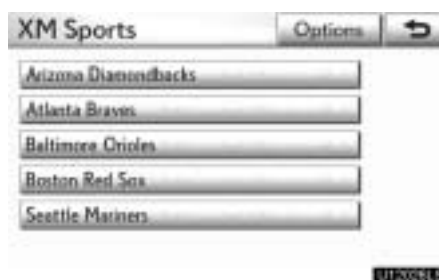 XM Sports
Options
Arizona Diamondbacks
Atlanta Braves
Baltimore Orioles
Boston Red Sox
Seattle Mariners